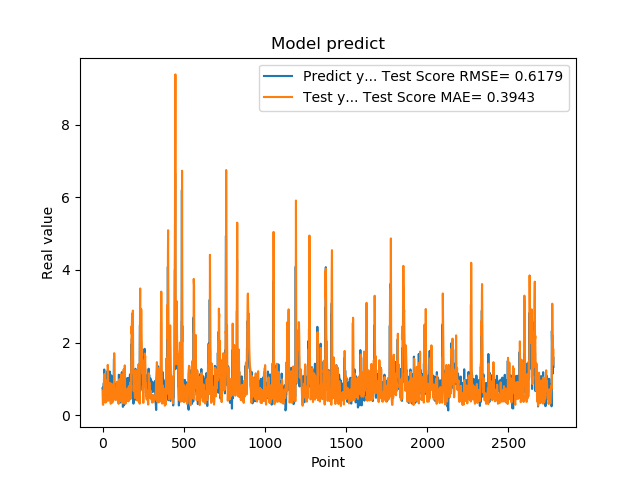 Model predict
Predict y... Test Score RMSE= 0.6179
Test y... Test Score MAE= 0.3943
Real value
8
6
4
2
0
0 500 1000 1500 2000 2500
Point